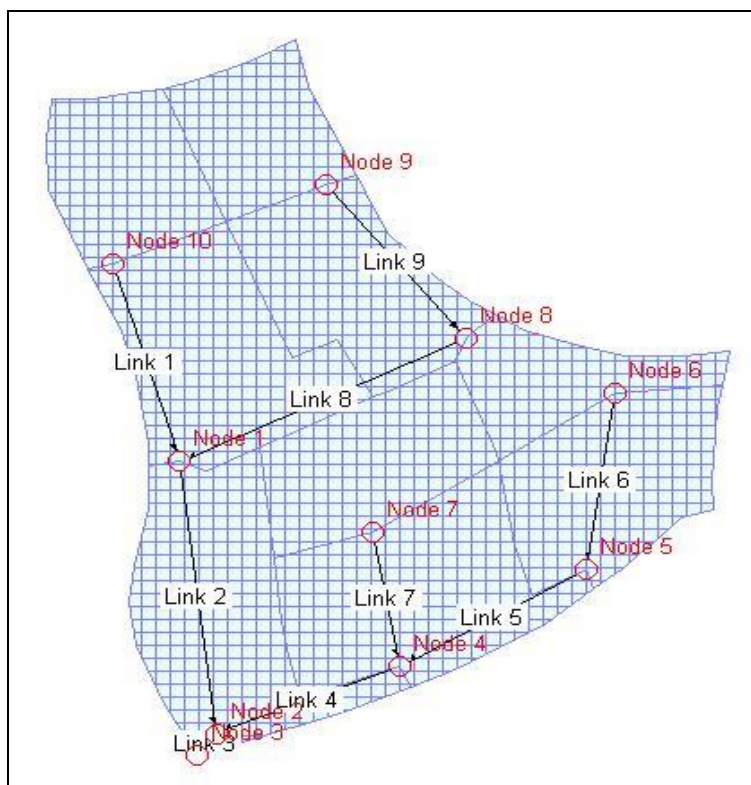 Node 9
Node 10
Link 9
Node 8
Link 1
Node 6
Link 8
Node 1
Link 6
Node 7
Node 5
Link 2
Link 7
Link 5
Node 4
Link 4
Node 2
Node 3
Link 3